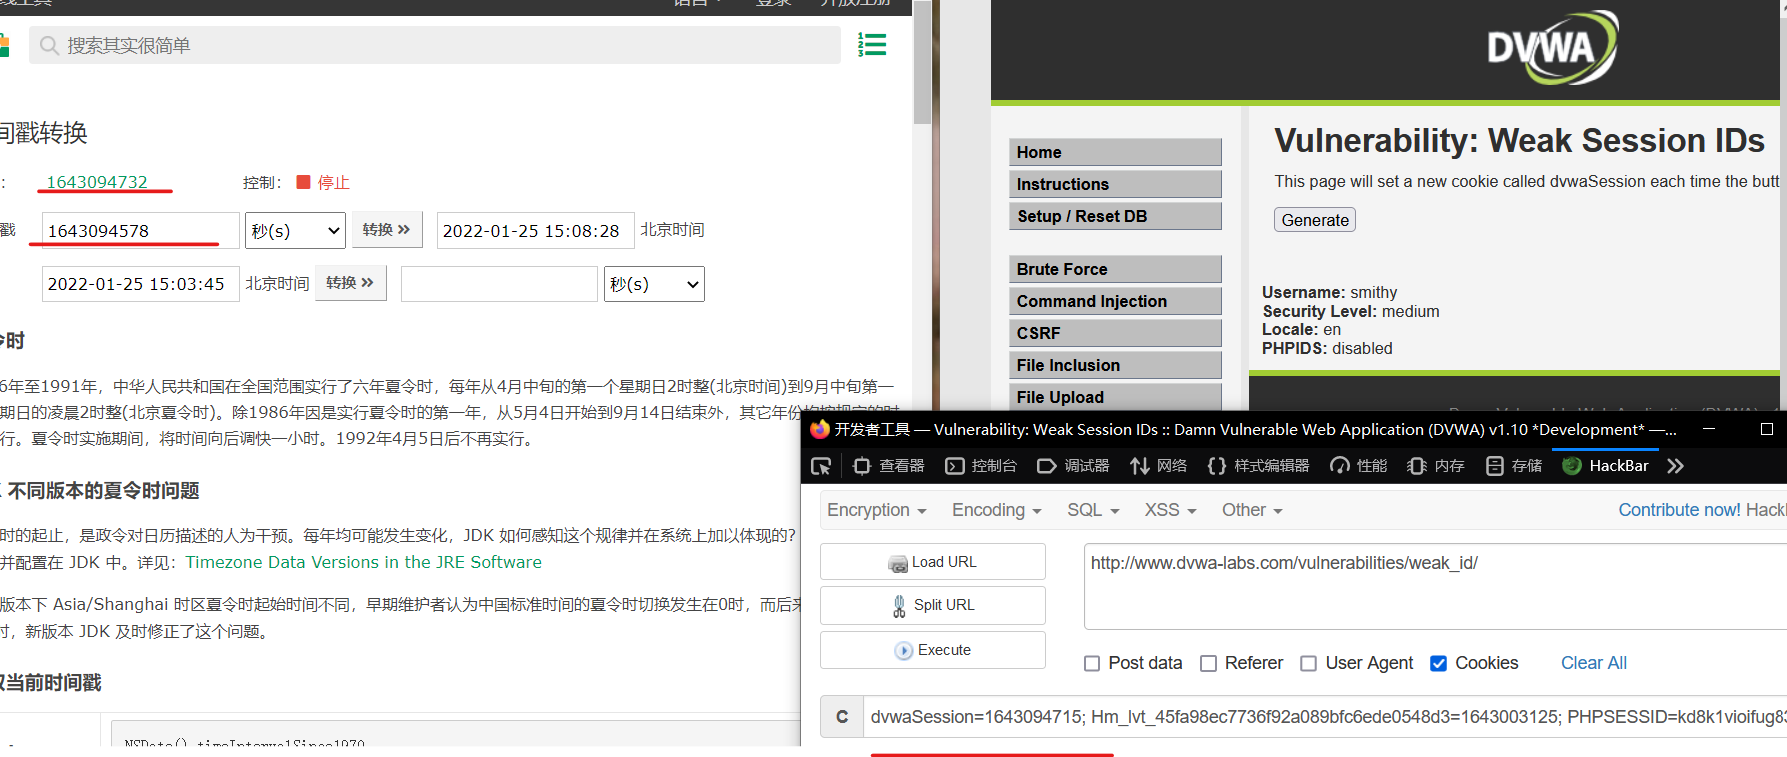 搜索其实很简单
间戳转换
1643094732
控制：
停止
戳
1643094578
秒(s)
转换
2022-01-25 15:08:28
北京时间
2022-01-25 15:03:45
北京时间
转换
秒(s)
令时
6年至1991年，中华人民共和国在全国范围实行了六年夏令时，每年从4月中旬的第一个星期日2时整(北京时间)到9月中旬第一
期日的凌晨2时整(北京夏令时)。除1986年因是实行夏令时的第一年，从5月4日开始到9月14日结束外，其它年份均按规定的时
行。夏令时实施期间，将时间向后调快一小时。1992年4月5日后不再实行。
不同版本的夏令时问题
时的起止，是政令对日历描述的人为干预。每年均可能发生变化，JDK 如何感知这个规律并在系统上加以体现的？
并配置在 JDK 中。详见：Timezone Data Versions in the JRE Software
版本下 Asia/Shanghai 时区夏令时起始时间不同，早期维护者认为中国标准时间的夏令时切换发生在0时，而后来
时，新版本 JDK 及时修正了这个问题。
取当前时间戳
NSDate() timeIntervalSince1970
DVWA
Vulnerability: Weak Session IDs
This page will set a new cookie called dvwaSession each time the butt
Generate
Home
Instructions
Setup / Reset DB
Brute Force
Command Injection
CSRF
File Inclusion
File Upload
Username: smithy
Security Level: medium
Locale: en
PHPIDS: disabled
开发者工具 — Vulnerability: Weak Session IDs :: Damn Vulnerable Web Application (DVWA) v1.10 *Development* —...
查看器
控制台
调试器
网络
样式编辑器
性能
内存
存储
HackBar
Encryption
Encoding
SQL
XSS
Other
Contribute now!
Load URL
Split URL
Execute
http://www.dvwa-labs.com/vulnerabilities/weak_id/
Post data
Referer
User Agent
Cookies
Clear All
C
dvwaSession=1643094715; Hm_lvt_45fa98ec7736f92a089bfc6ede0548d3=1643003125; PHPSESSID=kd8k1vioifug83